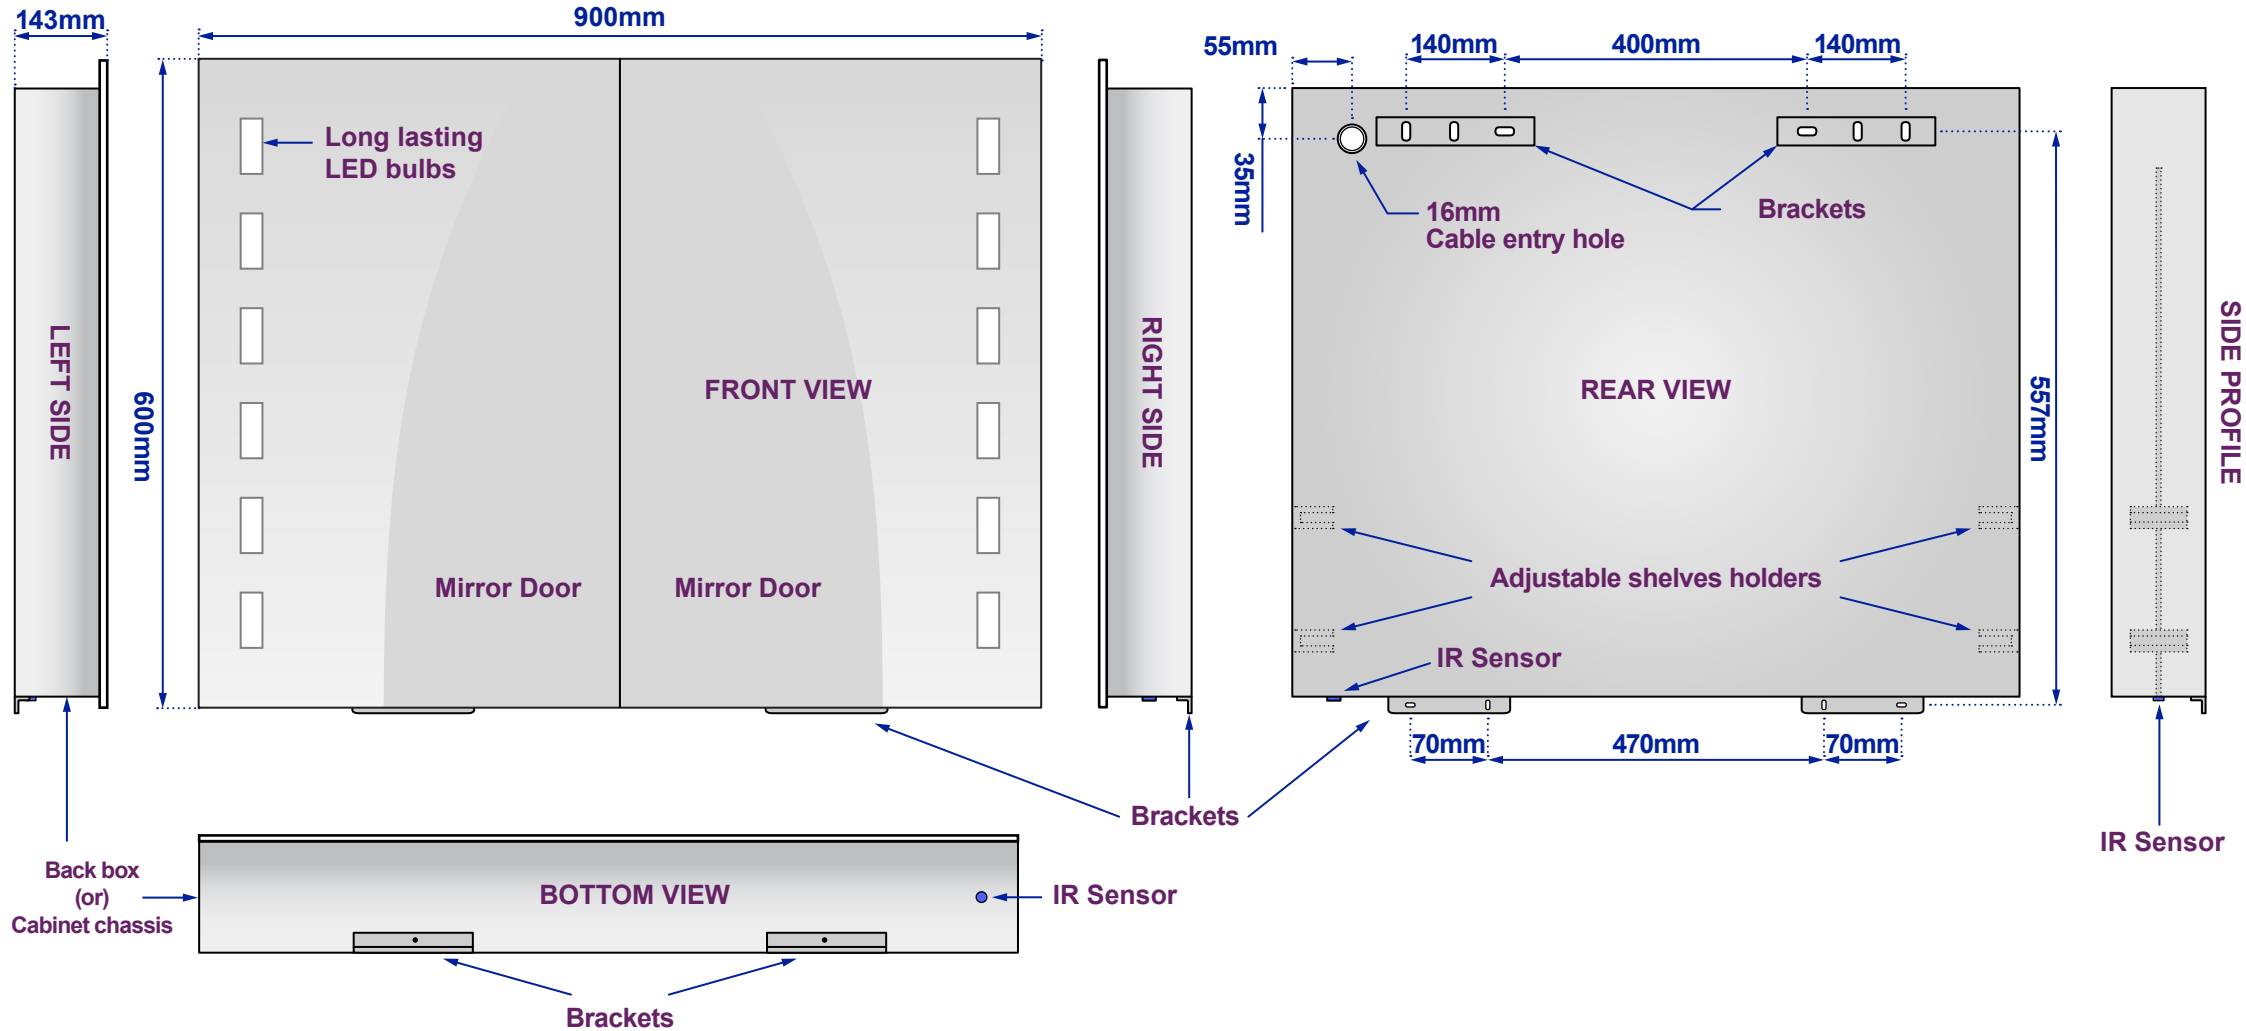 143mm
900mm
55mm
140mm
400mm
140mm
Long lasting
LED bulbs
35mm
16mm
Cable entry hole
Brackets
LEFT SIDE
600mm
FRONT VIEW
RIGHT SIDE
REAR VIEW
557mm
SIDE PROFILE
Mirror Door
Mirror Door
Adjustable shelves holders
IR Sensor
70mm
470mm
70mm
Brackets
IR Sensor
Back box
(or)
Cabinet chassis
BOTTOM VIEW
IR Sensor
Brackets